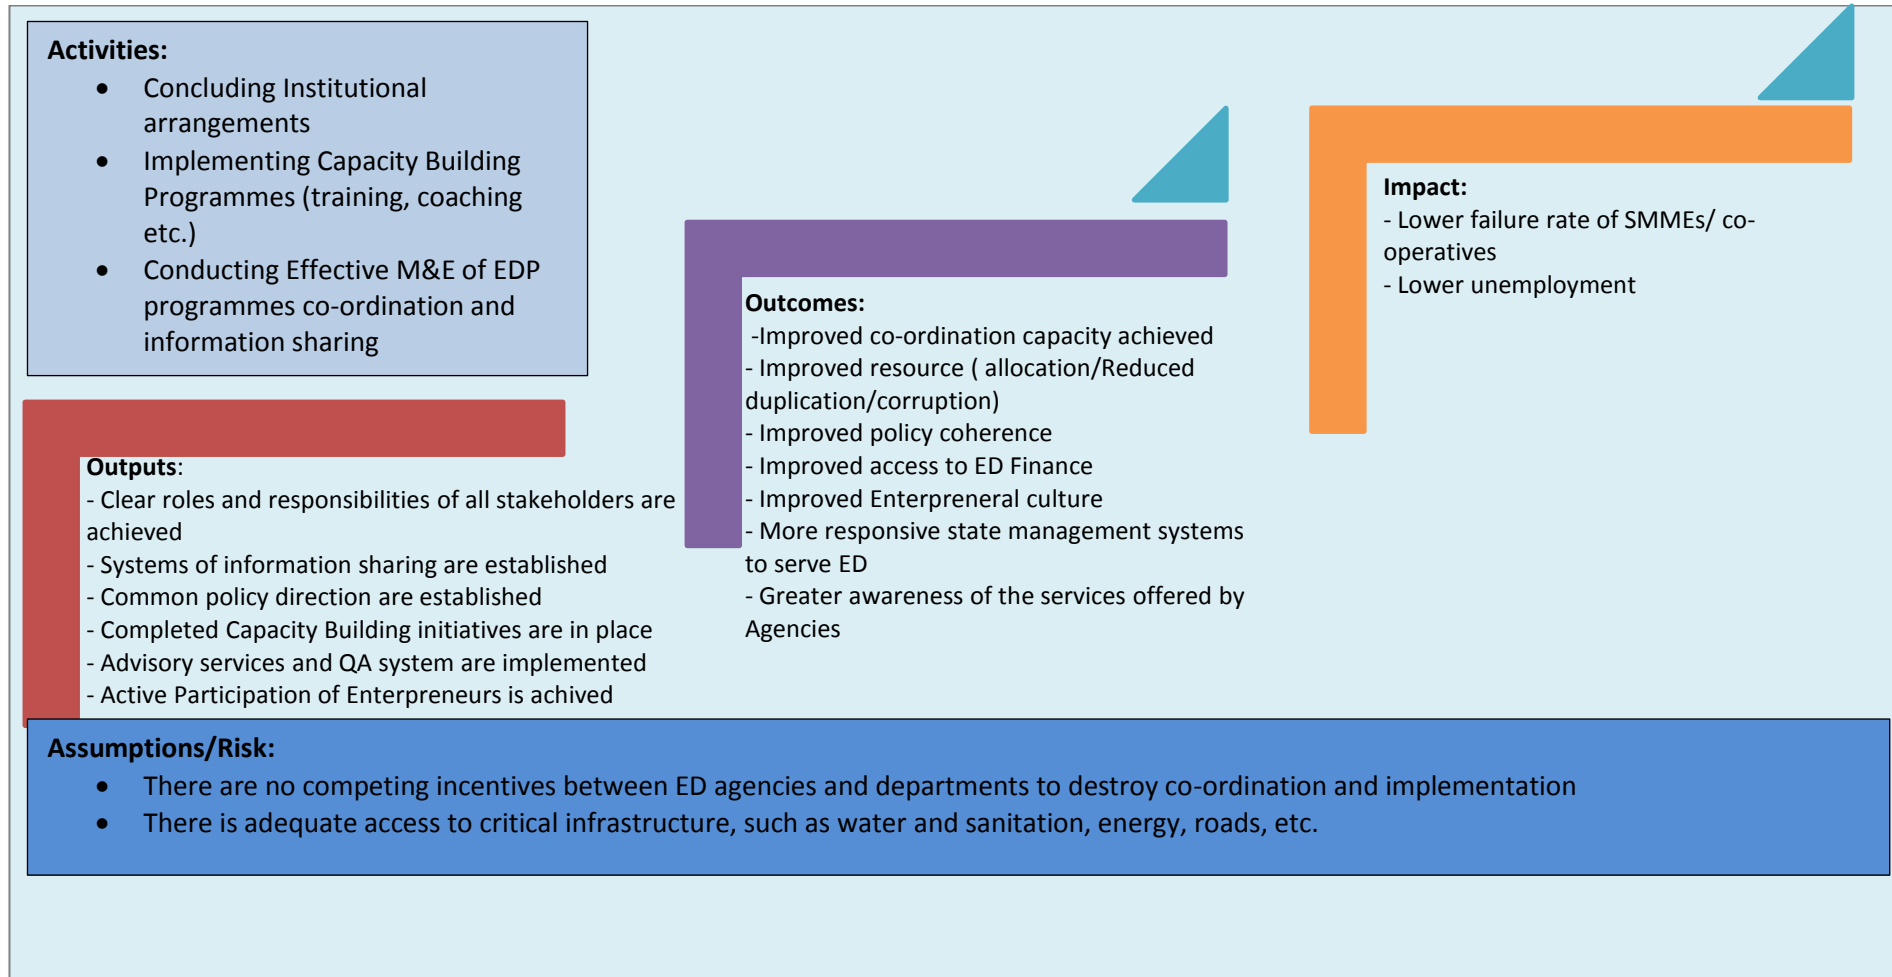 Activities:
• Concluding Institutional
arrangements
• Implementing Capacity Building
Programmes (training, coaching
etc.)
• Conducting Effective M&E of EDP
programmes co-ordination and
information sharing
Outputs:
- Clear roles and responsibilities of all stakeholders are
achieved
- Systems of information sharing are established
- Common policy direction are established
- Completed Capacity Building initiatives are in place
- Advisory services and QA system are implemented
- Active Participation of Enterpreneurs is achived
Outcomes:
-Improved co-ordination capacity achieved
- Improved resource ( allocation/Reduced
duplication/corruption)
- Improved policy coherence
- Improved access to ED Finance
- Improved Enterpreneral culture
- More responsive state management systems
to serve ED
- Greater awareness of the services offered by
Agencies
Impact:
- Lower failure rate of SMMEs/ co-
operatives
- Lower unemployment
Assumptions/Risk:
• There are no competing incentives between ED agencies and departments to destroy co-ordination and implementation
• There is adequate access to critical infrastructure, such as water and sanitation, energy, roads, etc.